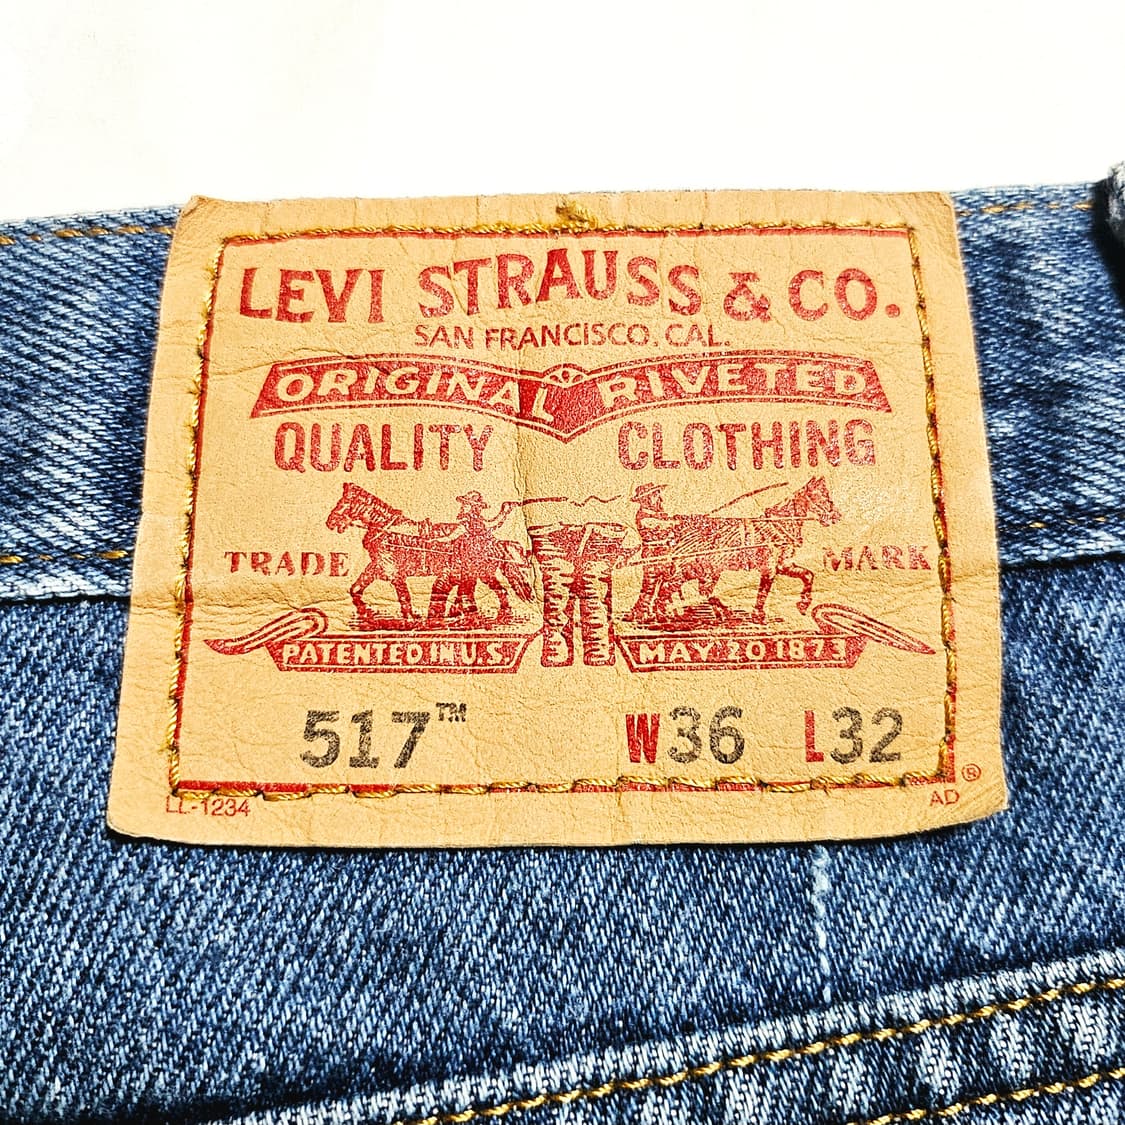 LEVI STRAUSS & CO.
SAN FRANCISCO, CAL.
ORIGINAL RIVETED
QUALITY CLOTHING
TRADE MARK
PATENTED IN U.S. MAY 20 1873
517™ W36 L32
LL-1234 AD ®